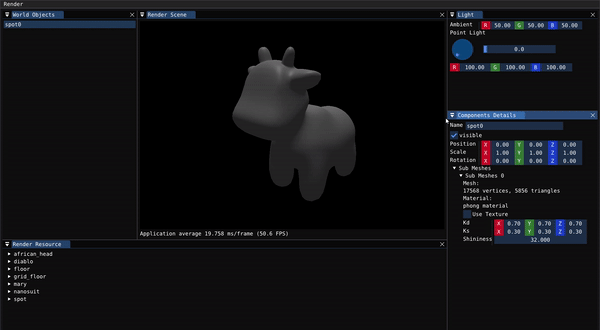 Render
World Objects
spot0
Render Scene
Application average 19.758 ms/frame (50.6 FPS)
Render Resource
african_head
diablo
floor
grid_floor
mary
nanosuit
spot
Light
Ambient R 50.00 G 50.00 B 50.00
Point Light
0.0
R 100.00 G 100.00 B 100.00
Components Details
Name spot0
visible
Position X 0.00 Y 0.00 Z 0.00
Scale X 1.00 Y 1.00 Z 1.00
Rotation X 0.00 Y 0.00 Z 0.00
Sub Meshes
Sub Meshes 0
Mesh:
17568 vertices, 5856 triangles
Material:
phong material
Use Texture
Kd X 0.70 Y 0.70 Z 0.70
Ks X 0.30 Y 0.30 Z 0.30
Shininess 32.000